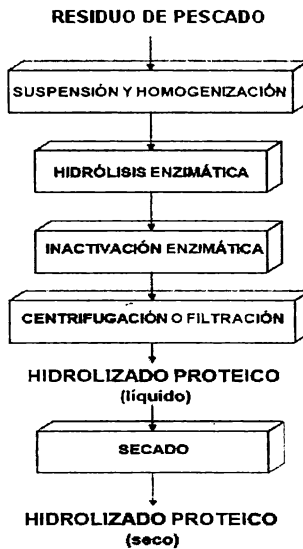 RESIDUO DE PESCADO
SUSPENSIÓN Y HOMOGENIZACIÓN
HIDRÓLISIS ENZIMÁTICA
INACTIVACIÓN ENZIMÁTICA
CENTRIFUGACIÓN O FILTRACIÓN
HIDROLIZADO PROTEICO
(líquido)
SECADO
HIDROLIZADO PROTEICO
(seco)